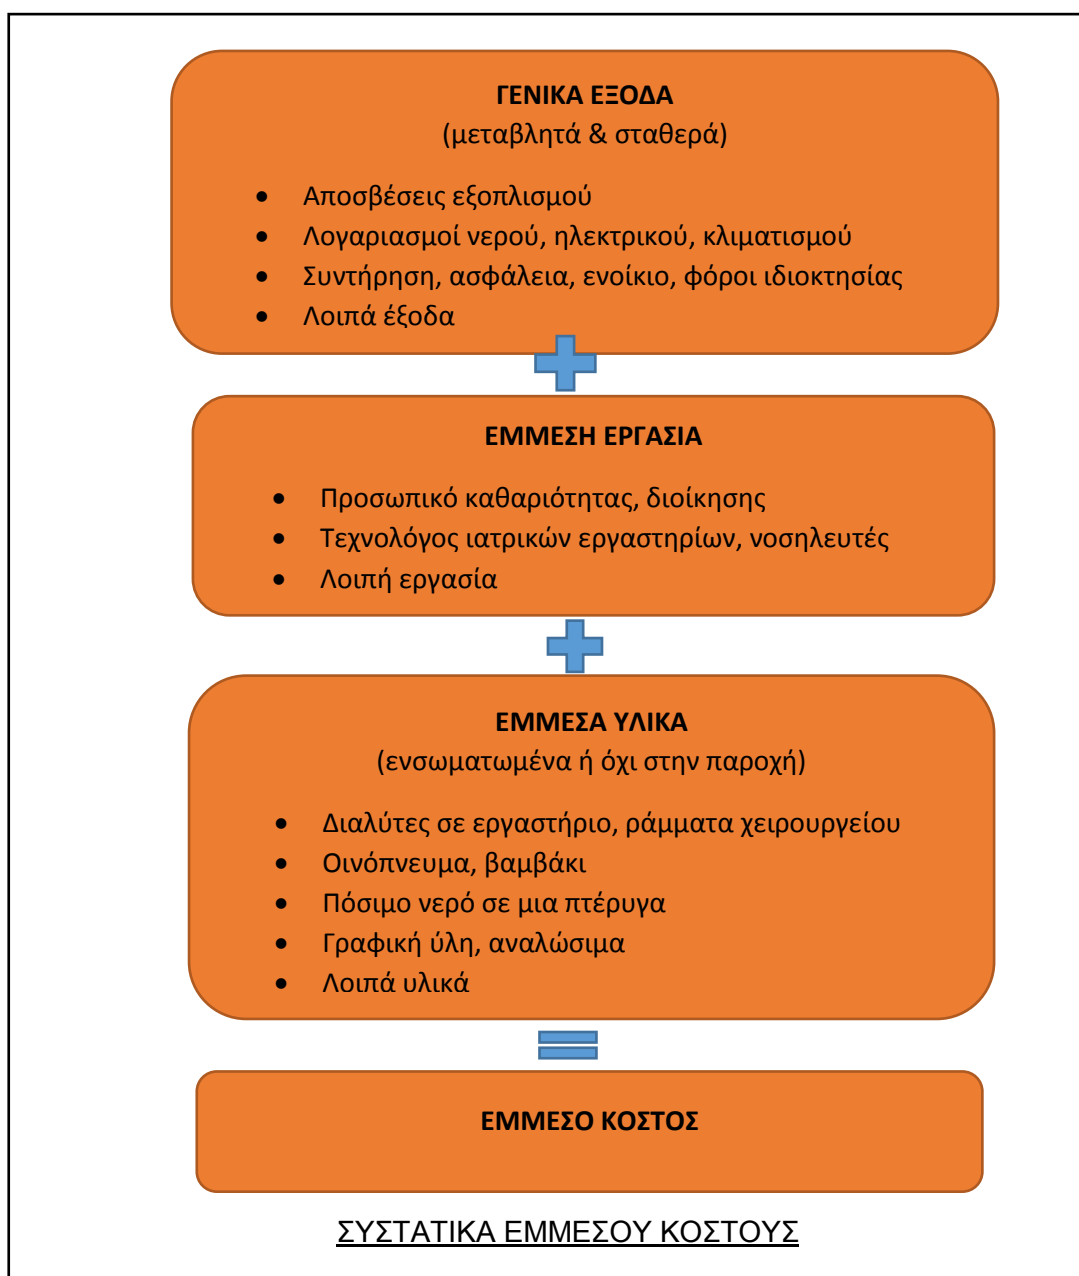 ΓΕΝΙΚΑ ΕΞΟΔΑ
(μεταβλητά & σταθερά)
• Αποσβέσεις εξοπλισμού
• Λογαριασμοί νερού, ηλεκτρικού, κλιματισμού
• Συντήρηση, ασφάλεια, ενοίκιο, φόροι ιδιοκτησίας
• Λοιπά έξοδα
ΕΜΜΕΣΗ ΕΡΓΑΣΙΑ
• Προσωπικό καθαριότητας, διοίκησης
• Τεχνολόγος ιατρικών εργαστηρίων, νοσηλευτές
• Λοιπή εργασία
ΕΜΜΕΣΑ ΥΛΙΚΑ
(ενσωματωμένα ή όχι στην παροχή)
• Διαλύτες σε εργαστήριο, ράμματα χειρουργείου
• Οινόπνευμα, βαμβάκι
• Πόσιμο νερό σε μια πτέρυγα
• Γραφική ύλη, αναλώσιμα
• Λοιπά υλικά
ΕΜΜΕΣΟ ΚΟΣΤΟΣ
ΣΥΣΤΑΤΙΚΑ ΕΜΜΕΣΟΥ ΚΟΣΤΟΥΣ